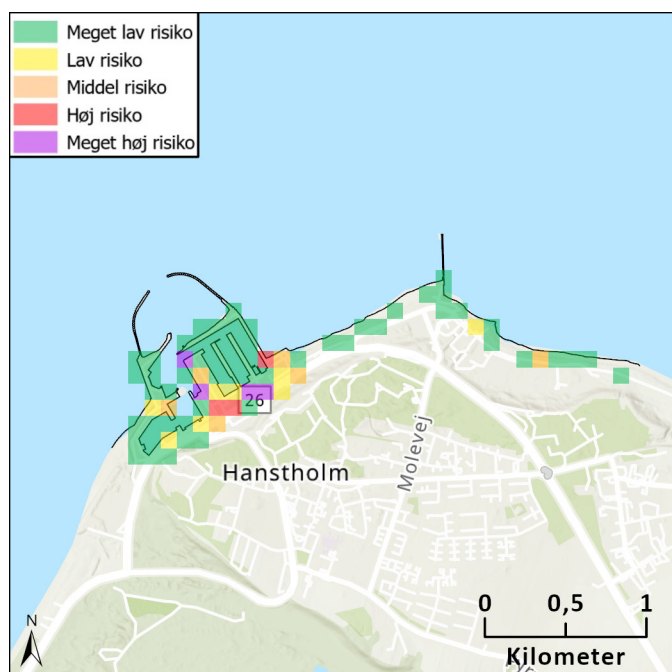 Meget lav risiko
Lav risiko
Middel risiko
Høj risiko
Meget høj risiko
26
Hanstholm
Molevej
N
0 0,5 1
Kilometer